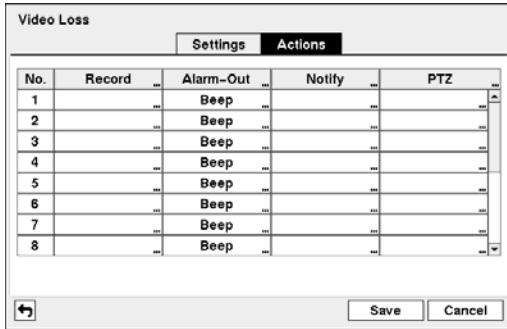 Video Loss
Settings Actions
No. Record ... Alarm-Out ... Notify ... PTZ ...
1 ... Beep ... ... ...
2 ... Beep ... ... ...
3 ... Beep ... ... ...
4 ... Beep ... ... ...
5 ... Beep ... ... ...
6 ... Beep ... ... ...
7 ... Beep ... ... ...
8 ... Beep ... ... ...
Save Cancel